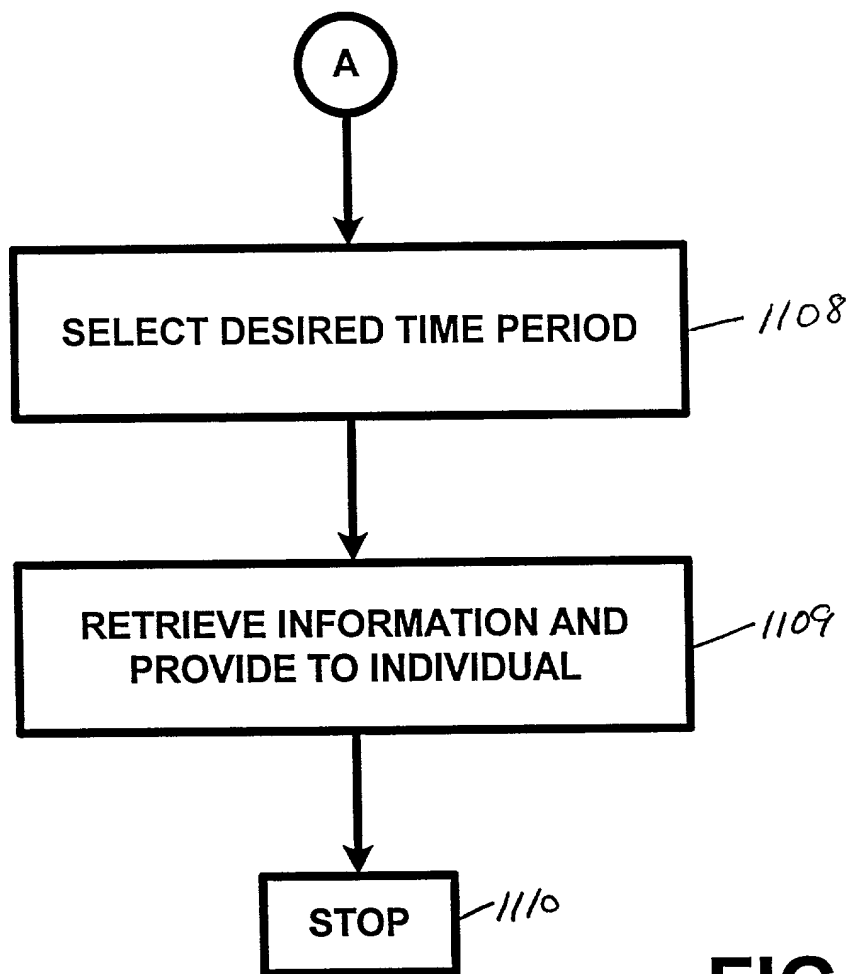 A
SELECT DESIRED TIME PERIOD
1108
RETRIEVE INFORMATION AND
1109
PROVIDE TO INDIVIDUAL
STOP
1110
FIG